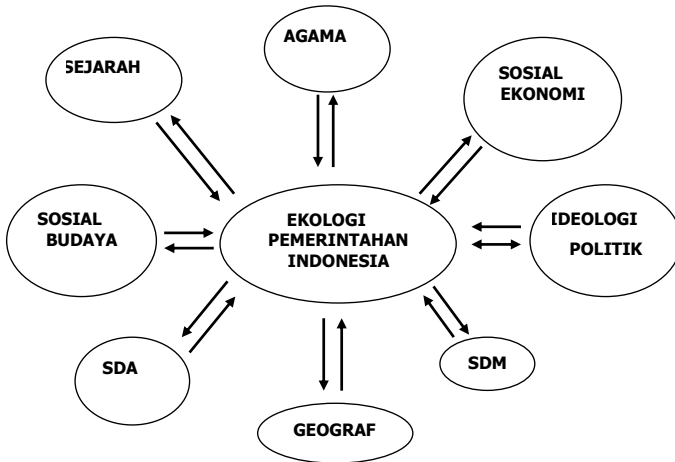 AGAMA
SEJARAH
SOSIAL
EKONOMI
SOSIAL
BUDAYA
EKOLOGI
PEMERINTAHAN
INDONESIA
IDEOLOGI
POLITIK
SDA
SDM
GEOGRAF